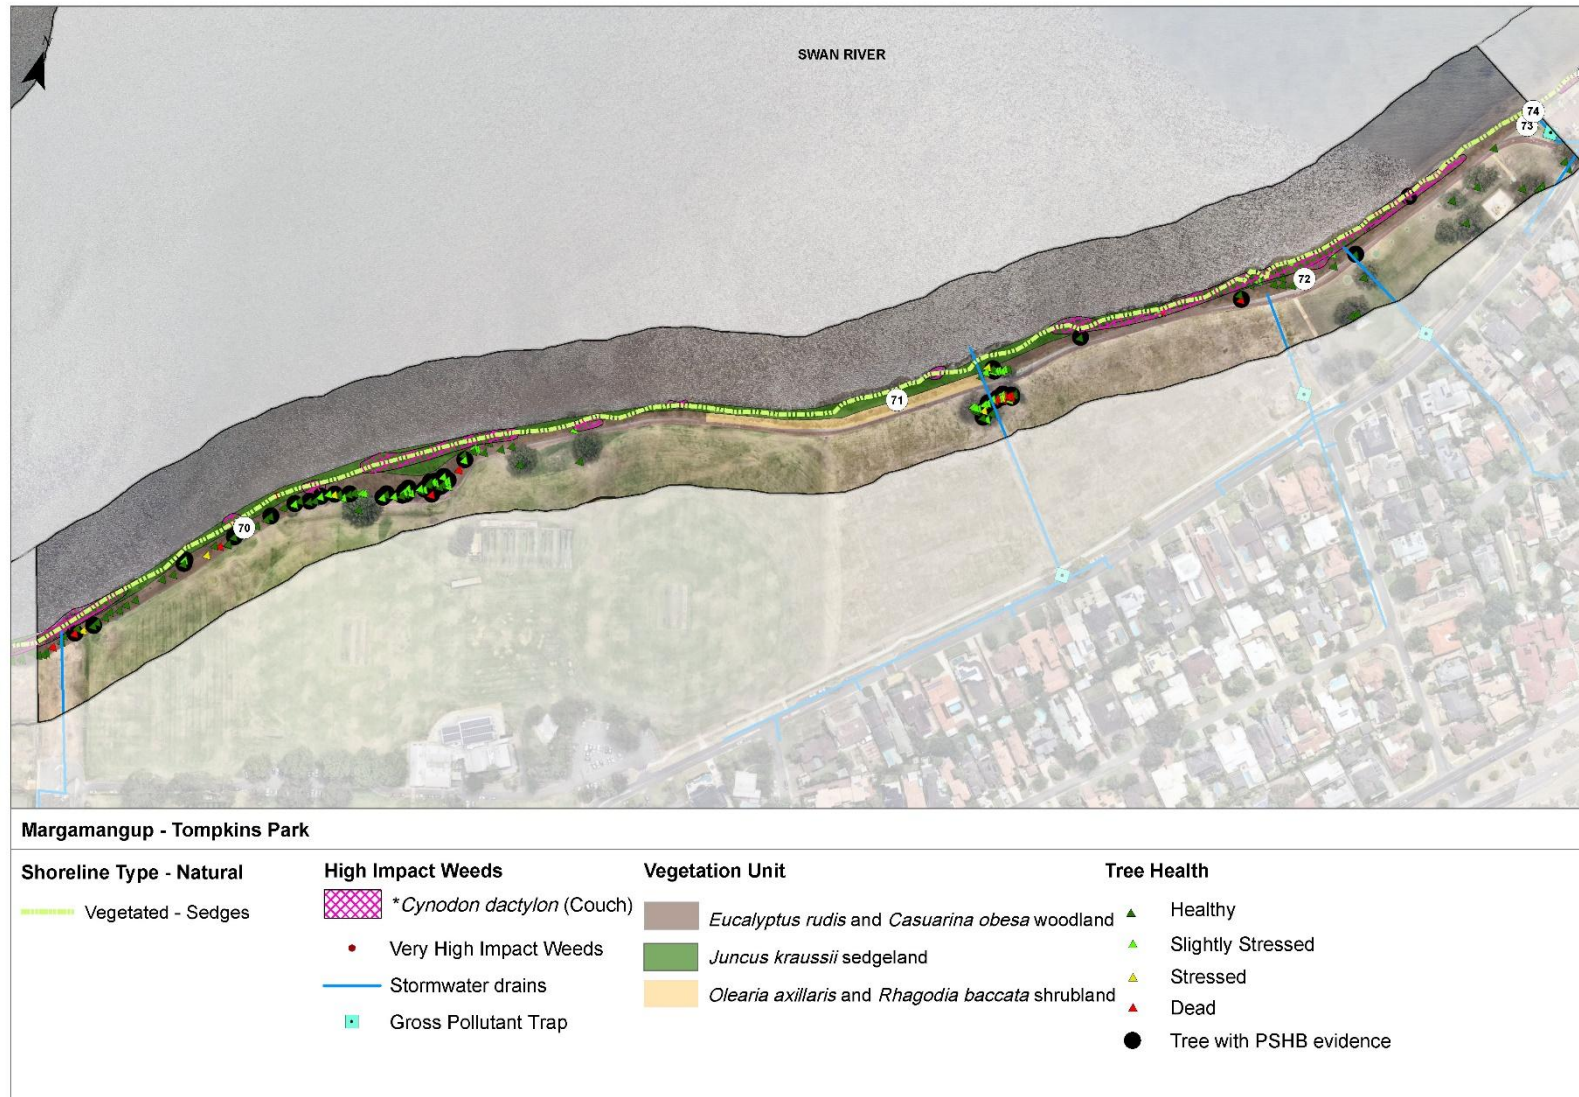 N
SWAN RIVER
74
73
72
71
70
Margamangup - Tompkins Park
Shoreline Type - Natural
Vegetated - Sedges
High Impact Weeds
*Cynodon dactylon (Couch)
Very High Impact Weeds
Stormwater drains
Gross Pollutant Trap
Vegetation Unit
Eucalyptus rudis and Casuarina obesa woodland
Juncus kraussii sedgeland
Olearia axillaris and Rhagodia baccata shrubland
Tree Health
Healthy
Slightly Stressed
Stressed
Dead
Tree with PSHB evidence